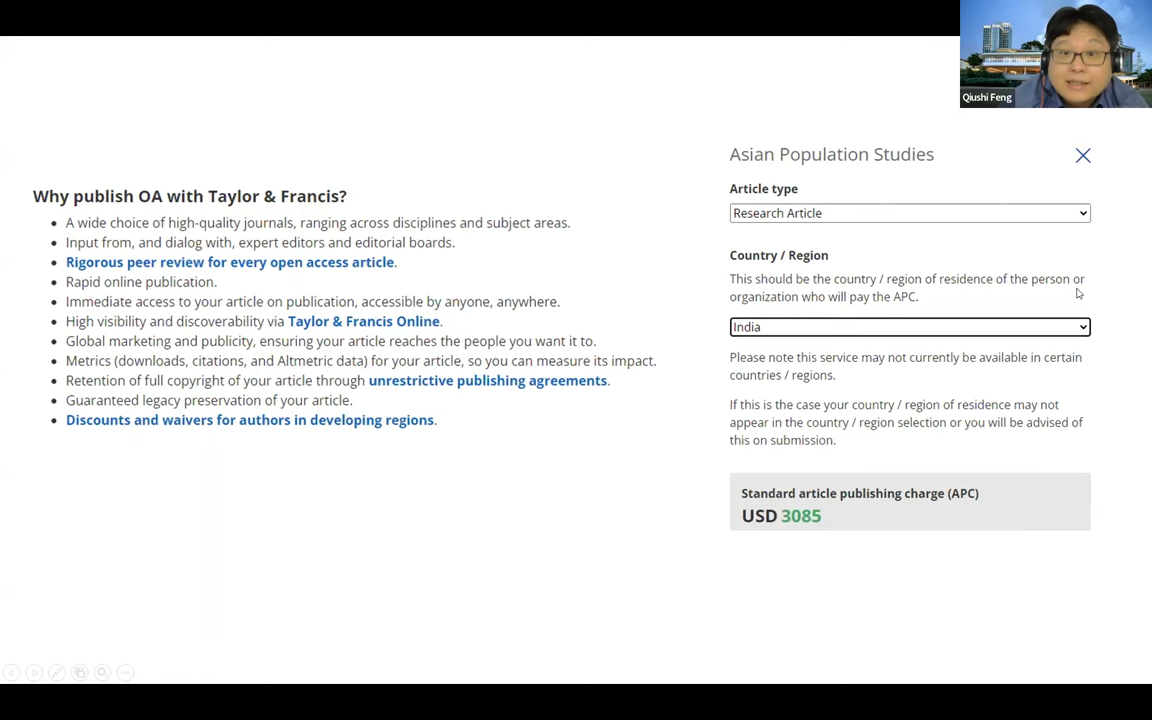 Qiushi Feng
Why publish OA with Taylor & Francis?
A wide choice of high-quality journals, ranging across disciplines and subject areas.
Input from, and dialog with, expert editors and editorial boards.
Rigorous peer review for every open access article.
Rapid online publication.
Immediate access to your article on publication, accessible by anyone, anywhere.
High visibility and discoverability via Taylor & Francis Online.
Global marketing and publicity, ensuring your article reaches the people you want it to.
Metrics (downloads, citations, and Altmetric data) for your article, so you can measure its impact.
Retention of full copyright of your article through unrestrictive publishing agreements.
Guaranteed legacy preservation of your article.
Discounts and waivers for authors in developing regions.
Asian Population Studies
Article type
Research Article
Country / Region
This should be the country / region of residence of the person or
organization who will pay the APC.
India
Please note this service may not currently be available in certain
countries / regions.
If this is the case your country / region of residence may not
appear in the country / region selection or you will be advised of
this on submission.
Standard article publishing charge (APC)
USD 3085